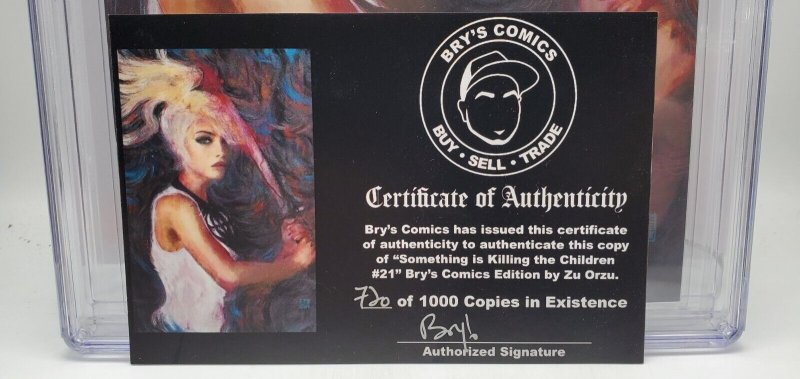 BRY'S COMICS
BUY • SELL • TRADE
Certificate of Authenticity
Bry's Comics has issued this certificate
of authenticity to authenticate this copy
of “Something is Killing the Children
#21” Bry's Comics Edition by Zu Orzu.
720 of 1000 Copies in Existence
Bry's
Authorized Signature